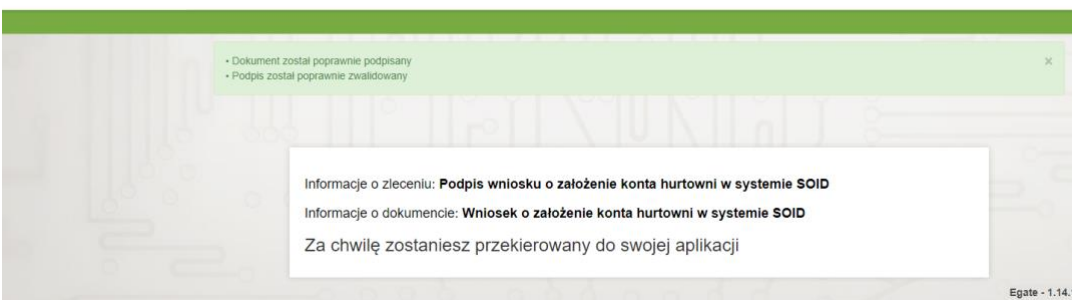 • Dokument został poprawnie podpisany
• Podpis został poprawnie zwalidowany
×
Informacje o zleceniu: Podpis wniosku o założenie konta hurtowni w systemie SOID
Informacje o dokumencie: Wniosek o założenie konta hurtowni w systemie SOID
Za chwilę zostaniesz przekierowany do swojej aplikacji
Egate - 1.14.